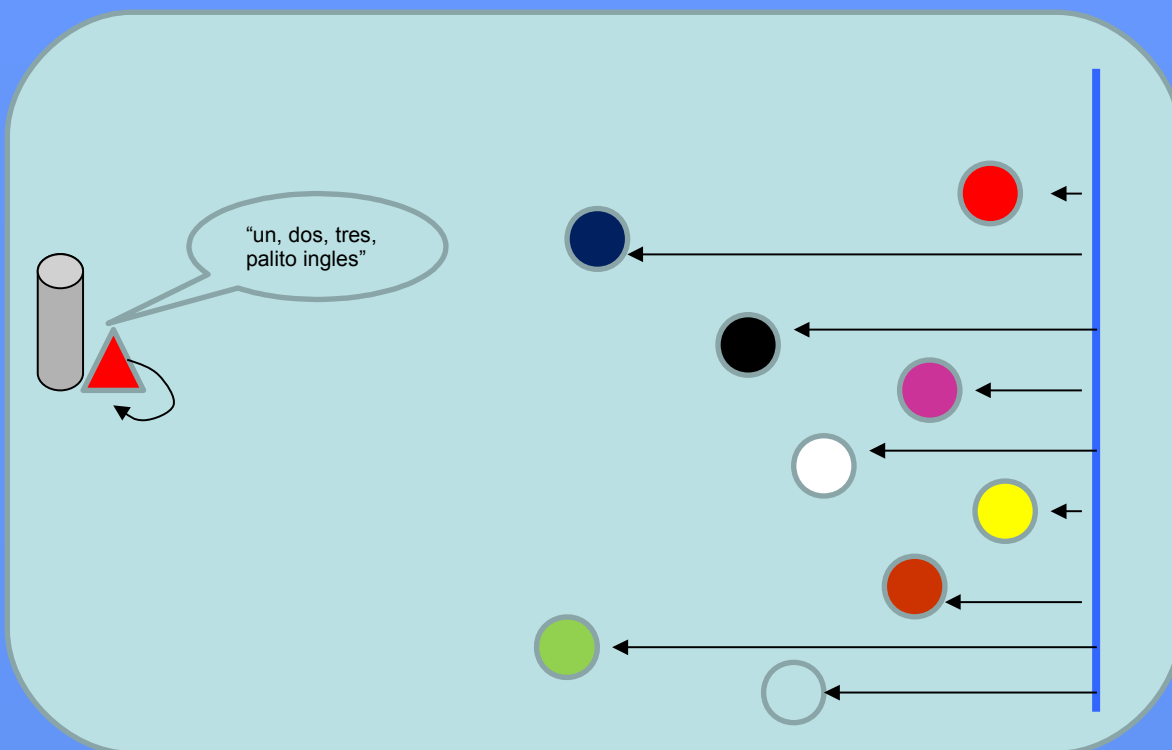 “un, dos, tres,
palito ingles”